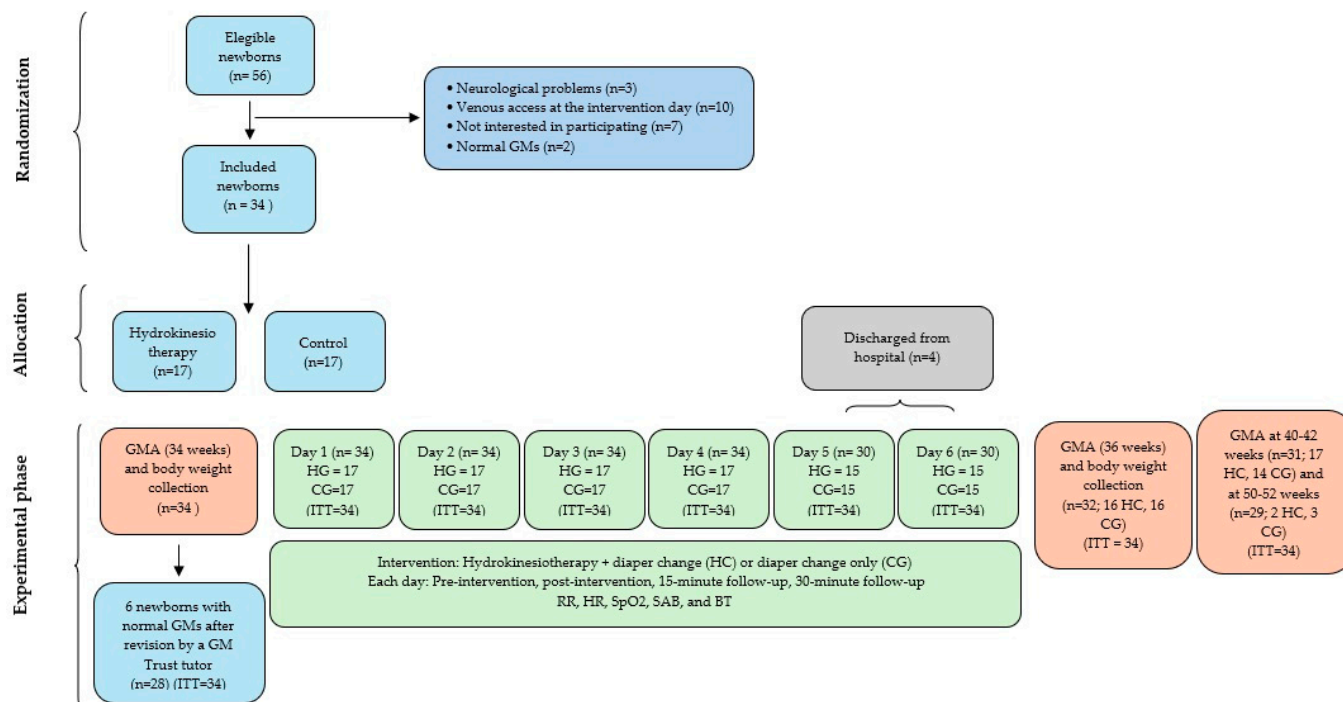 Randomization
Elegible
newborns
(n= 56)
• Neurological problems (n=3)
• Venous access at the intervention day (n=10)
• Not interested in participating (n=7)
• Normal GMs (n=2)
Included
newborns
(n = 34 )
Allocation
Hydrokinesio
therapy
(n=17)
Control
(n=17)
Discharged from
hospital (n=4)
Experimental phase
GMA (34 weeks)
and body weight
collection
(n=34 )
Day 1 (n= 34)
HG = 17
CG=17
(ITT=34)
Day 2 (n= 34)
HG = 17
CG=17
(ITT=34)
Day 3 (n= 34)
HG = 17
CG=17
(ITT=34)
Day 4 (n= 34)
HG = 17
CG=17
(ITT=34)
Day 5 (n= 30)
HG = 15
CG=15
(ITT=34)
Day 6 (n= 30)
HG = 15
CG=15
(ITT=34)
GMA (36 weeks)
and body weight
collection
(n=32; 16 HC, 16
CG)
(ITT = 34)
GMA at 40-42
weeks (n=31; 17
HC, 14 CG) and
at 50-52 weeks
(n=29; 2 HC, 3
CG)
(ITT=34)
Intervention: Hydrokinesiotherapy + diaper change (HC) or diaper change only (CG)
Each day: Pre-intervention, post-intervention, 15-minute follow-up, 30-minute follow-up
RR, HR, SpO2, SAB, and BT
6 newborns with
normal GMs after
revision by a GM
Trust tutor
(n=28) (ITT=34)